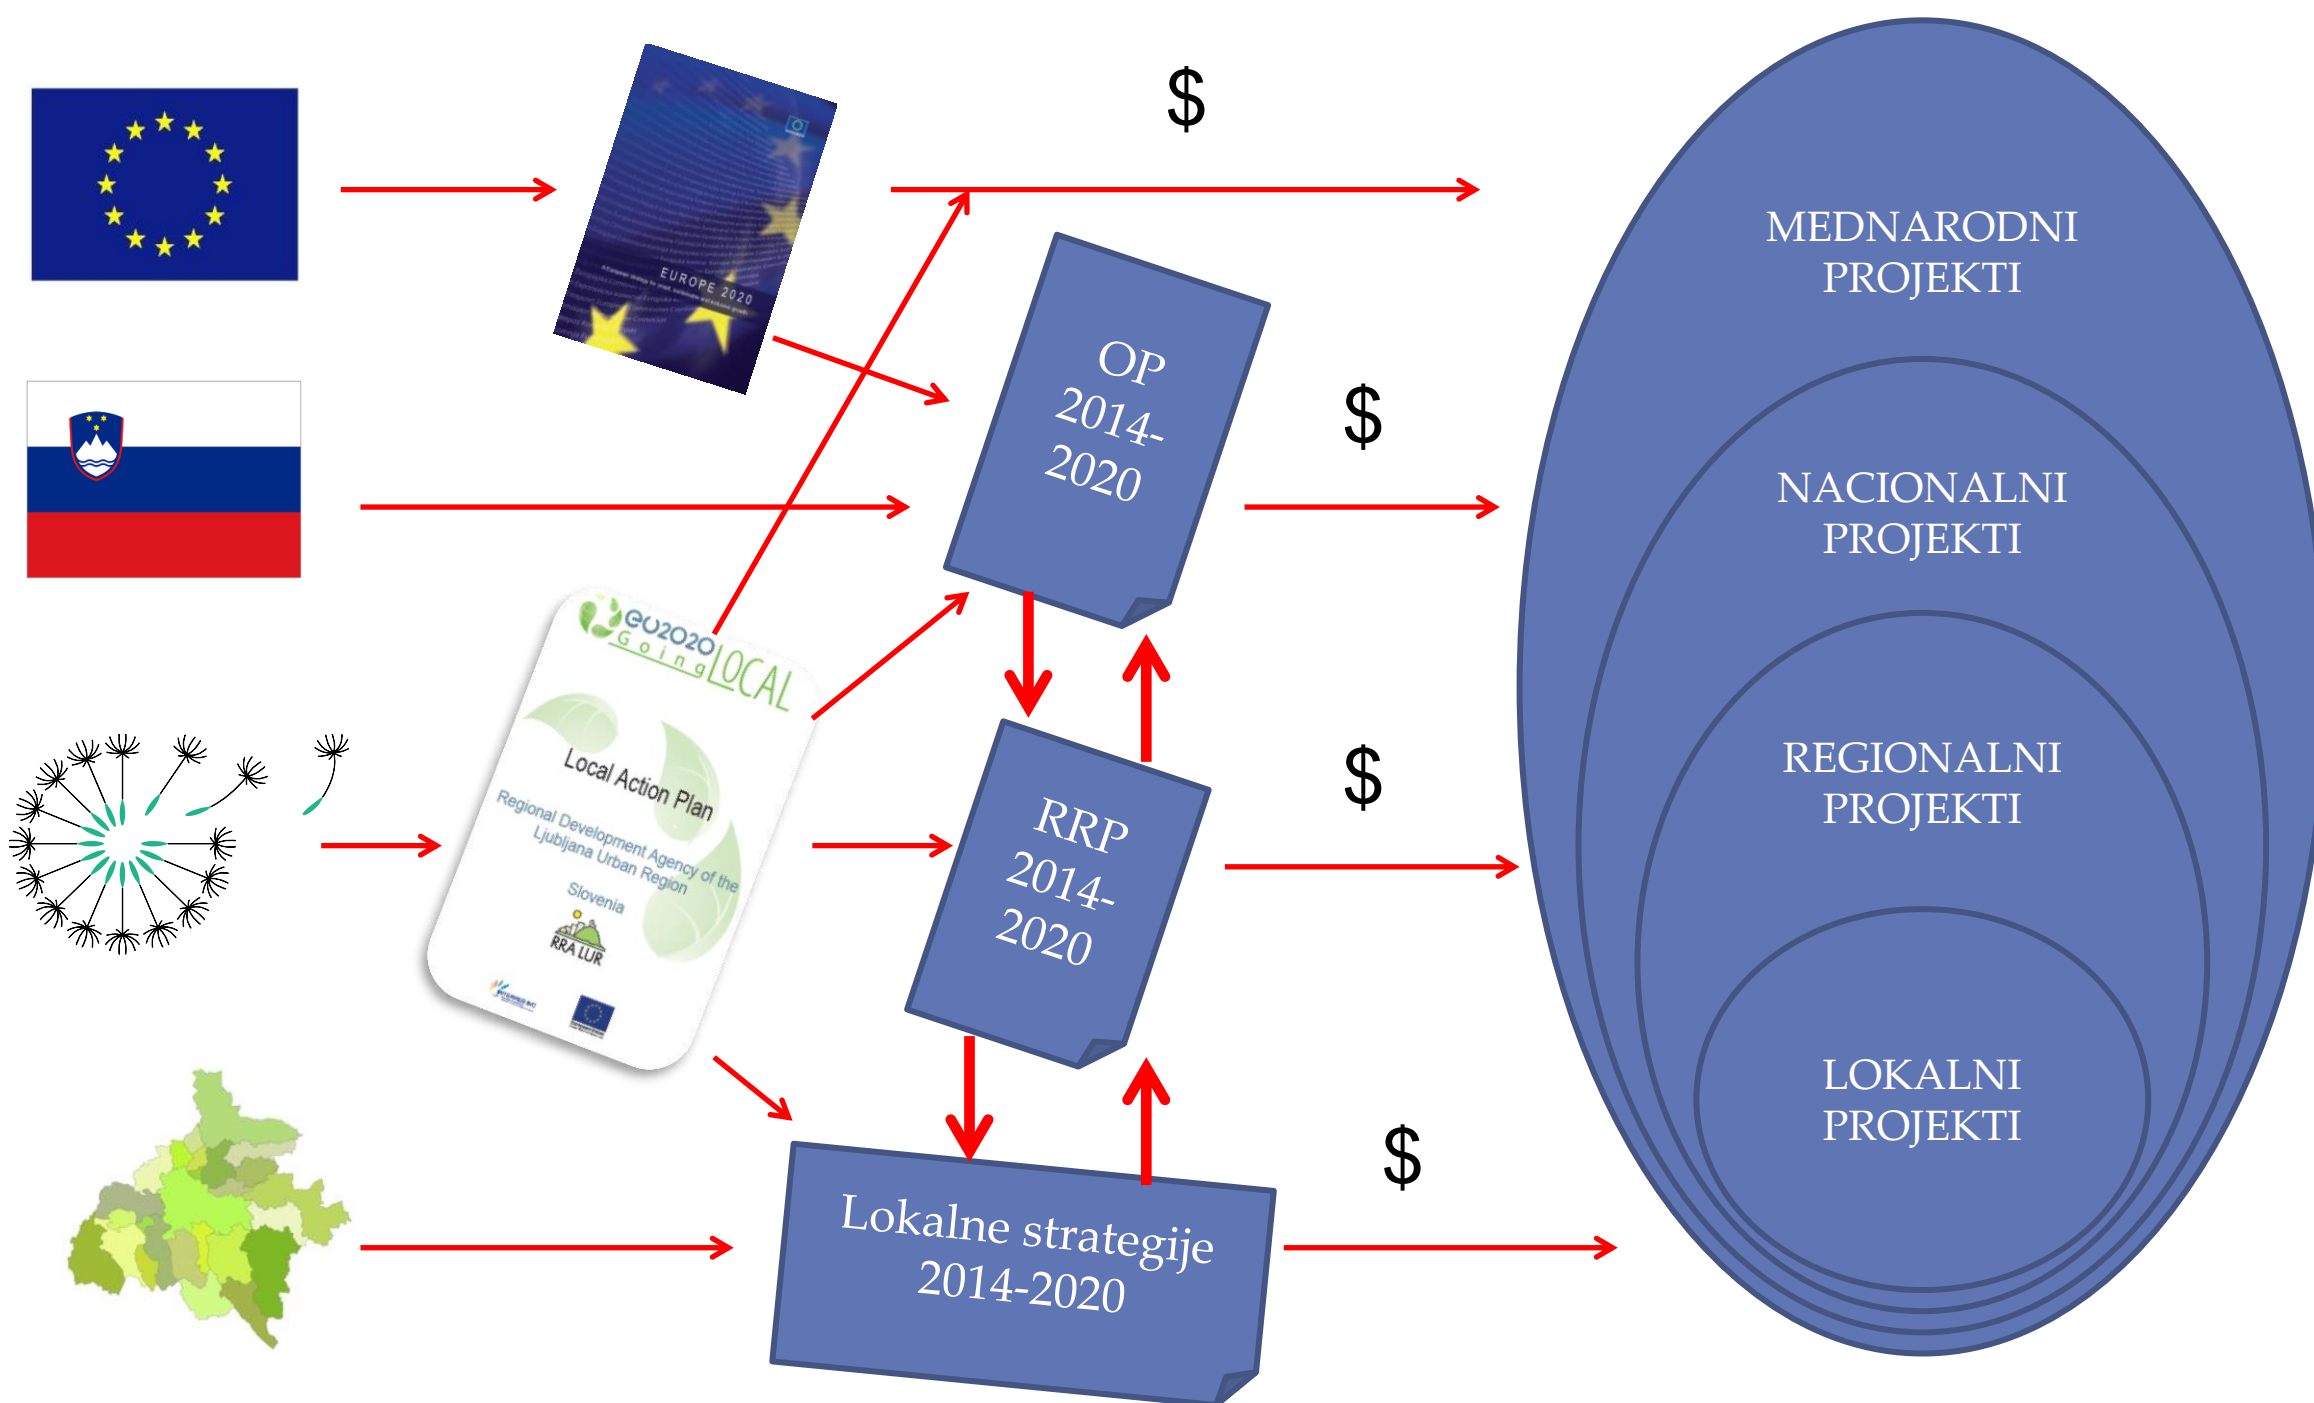 $
MEDNARODNI
PROJEKTI
EUROPE 2020
OP
2014-
2020
$
NACIONALNI
PROJEKTI
eu2020
Going LOCAL
Local Action Plan
Regional Development Agency of the
Ljubljana Urban Region
Slovenia
RRA LUR
RRP
2014-
2020
$
REGIONALNI
PROJEKTI
Lokalne strategije
2014-2020
$
LOKALNI
PROJEKTI